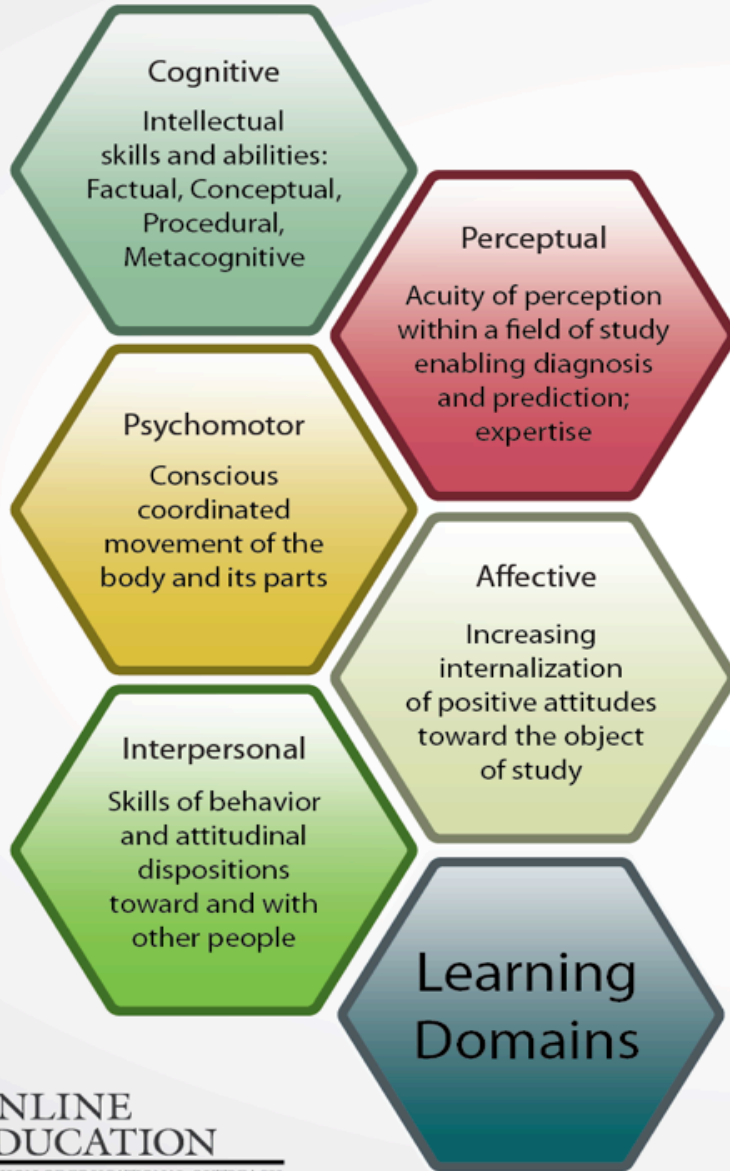 Cognitive
Intellectual
skills and abilities:
Factual, Conceptual,
Procedural,
Metacognitive
Perceptual
Acuity of perception
within a field of study
enabling diagnosis
and prediction;
expertise
Psychomotor
Conscious
coordinated
movement of the
body and its parts
Affective
Increasing
internalization
of positive attitudes
toward the object
of study
Interpersonal
Skills of behavior
and attitudinal
dispositions
toward and with
other people
Learning
Domains
NLINE
DUCATION